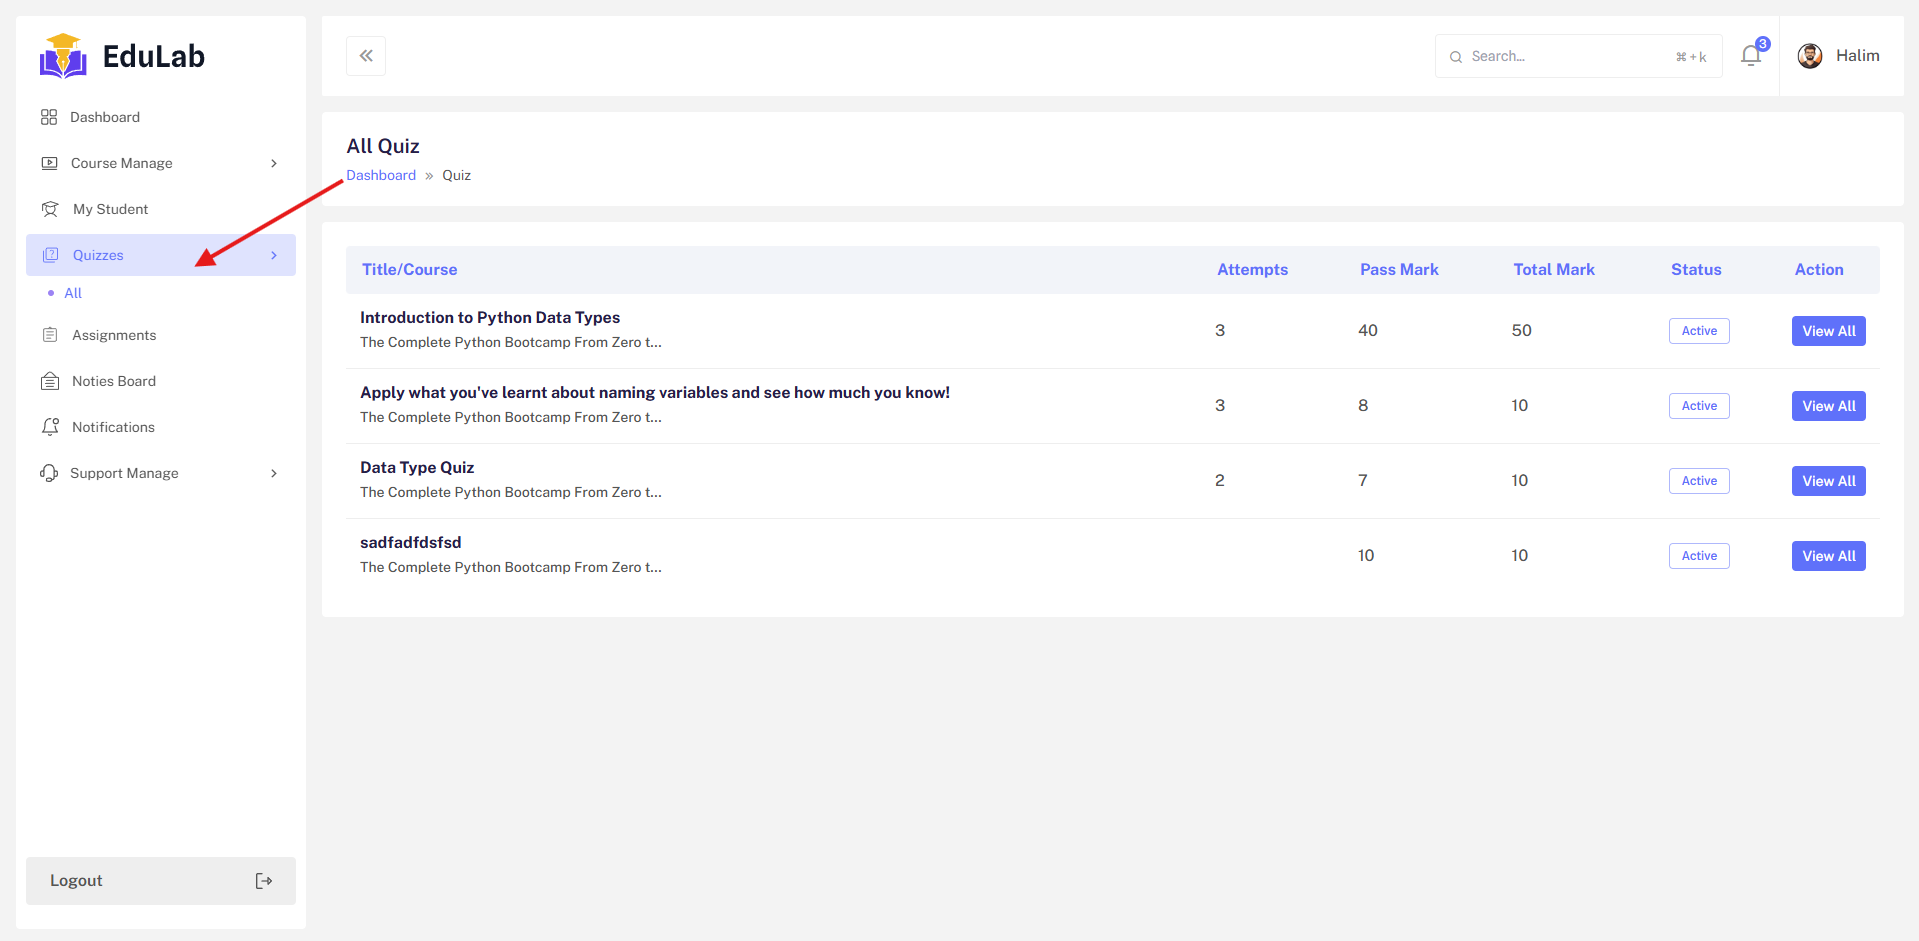 EduLab
Dashboard
Course Manage
My Student
Quizzes
All
Assignments
Noties Board
Notifications
Support Manage
Logout
Search...
⌘+k
3
Halim
All Quiz
Dashboard » Quiz
Title/Course Attempts Pass Mark Total Mark Status Action
Introduction to Python Data Types
The Complete Python Bootcamp From Zero t...
3 40 50 Active View All
Apply what you've learnt about naming variables and see how much you know!
The Complete Python Bootcamp From Zero t...
3 8 10 Active View All
Data Type Quiz
The Complete Python Bootcamp From Zero t...
2 7 10 Active View All
sadfadfdsfsd
The Complete Python Bootcamp From Zero t...
10 10 Active View All